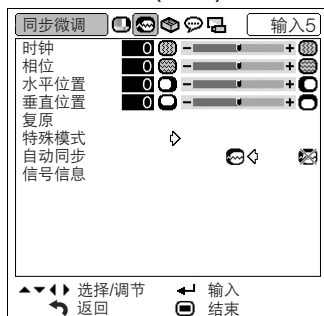 同步微调 输入5
时钟 0 - +
相位 0 - +
水平位置 0 - +
垂直位置 0 - +
复原
特殊模式
自动同步
信号信息
选择/调节 输入
返回 结束